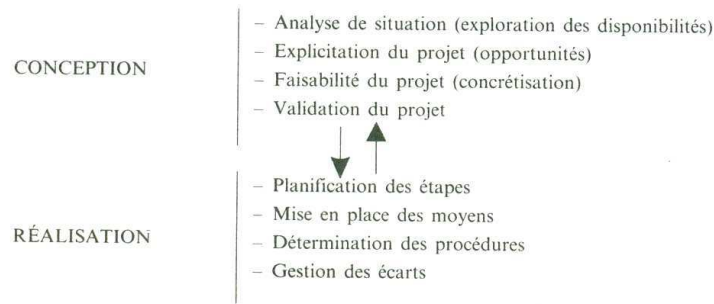 CONCEPTION
– Analyse de situation (exploration des disponibilités)
– Explicitation du projet (opportunités)
– Faisabilité du projet (concrétisation)
– Validation du projet
RÉALISATION
– Planification des étapes
– Mise en place des moyens
– Détermination des procédures
– Gestion des écarts